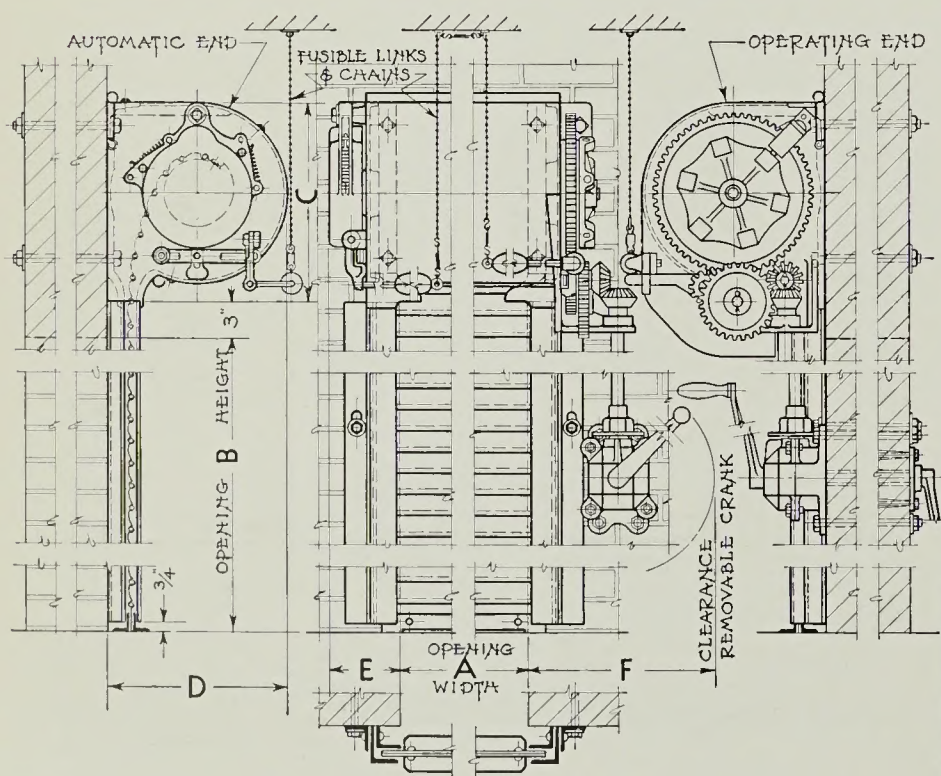 AUTOMATIC END
FUSIBLE LINKS
& CHAINS
OPERATING END
C
3"
OPENING B HEIGHT
3/4"
CLEARANCE
REMOVABLE CRANK
D
E
OPENING
A
WIDTH
F